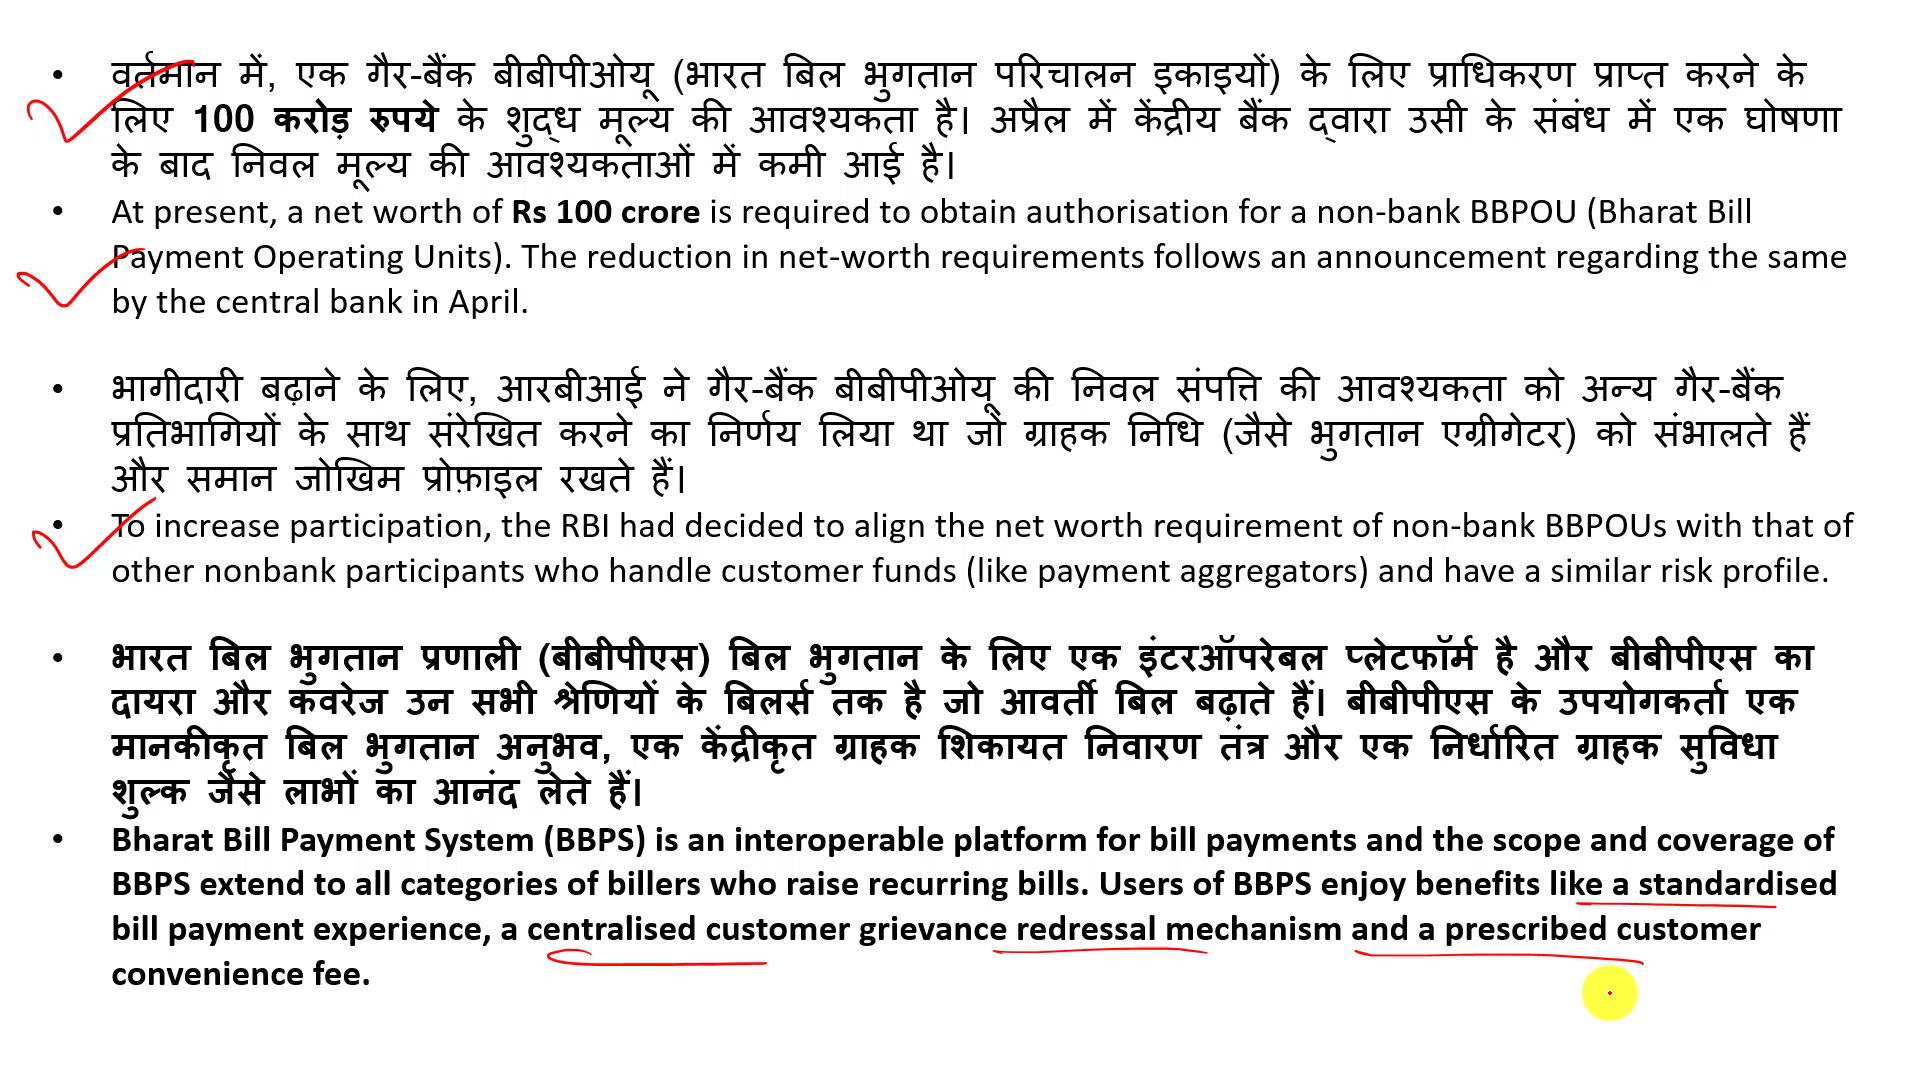 • वर्तमान में, एक गैर-बैंक बीबीपीओयू (भारत बिल भुगतान परिचालन इकाइयों) के लिए प्राधिकरण प्राप्त करने के
लिए 100 करोड़ रुपये के शुद्ध मूल्य की आवश्यकता है। अप्रैल में केंद्रीय बैंक द्वारा उसी के संबंध में एक घोषणा
के बाद निवल मूल्य की आवश्यकताओं में कमी आई है।
• At present, a net worth of Rs 100 crore is required to obtain authorisation for a non-bank BBPOU (Bharat Bill
Payment Operating Units). The reduction in net-worth requirements follows an announcement regarding the same
by the central bank in April.
• भागीदारी बढ़ाने के लिए, आरबीआई ने गैर-बैंक बीबीपीओयू की निवल संपत्ति की आवश्यकता को अन्य गैर-बैंक
प्रतिभागियों के साथ संरेखित करने का निर्णय लिया था जो ग्राहक निधि (जैसे भुगतान एग्रीगेटर) को संभालते हैं
और समान जोखिम प्रोफ़ाइल रखते हैं।
• To increase participation, the RBI had decided to align the net worth requirement of non-bank BBPOUs with that of
other nonbank participants who handle customer funds (like payment aggregators) and have a similar risk profile.
• भारत बिल भुगतान प्रणाली (बीबीपीएस) बिल भुगतान के लिए एक इंटरऑपरेबल प्लेटफॉर्म है और बीबीपीएस का
दायरा और कवरेज उन सभी श्रेणियों के बिलर्स तक है जो आवर्ती बिल बढ़ाते हैं। बीबीपीएस के उपयोगकर्ता एक
मानकीकृत बिल भुगतान अनुभव, एक केंद्रीकृत ग्राहक शिकायत निवारण तंत्र और एक निर्धारित ग्राहक सुविधा
शुल्क जैसे लाभों का आनंद लेते हैं।
• Bharat Bill Payment System (BBPS) is an interoperable platform for bill payments and the scope and coverage of
BBPS extend to all categories of billers who raise recurring bills. Users of BBPS enjoy benefits like a standardised
bill payment experience, a centralised customer grievance redressal mechanism and a prescribed customer
convenience fee.